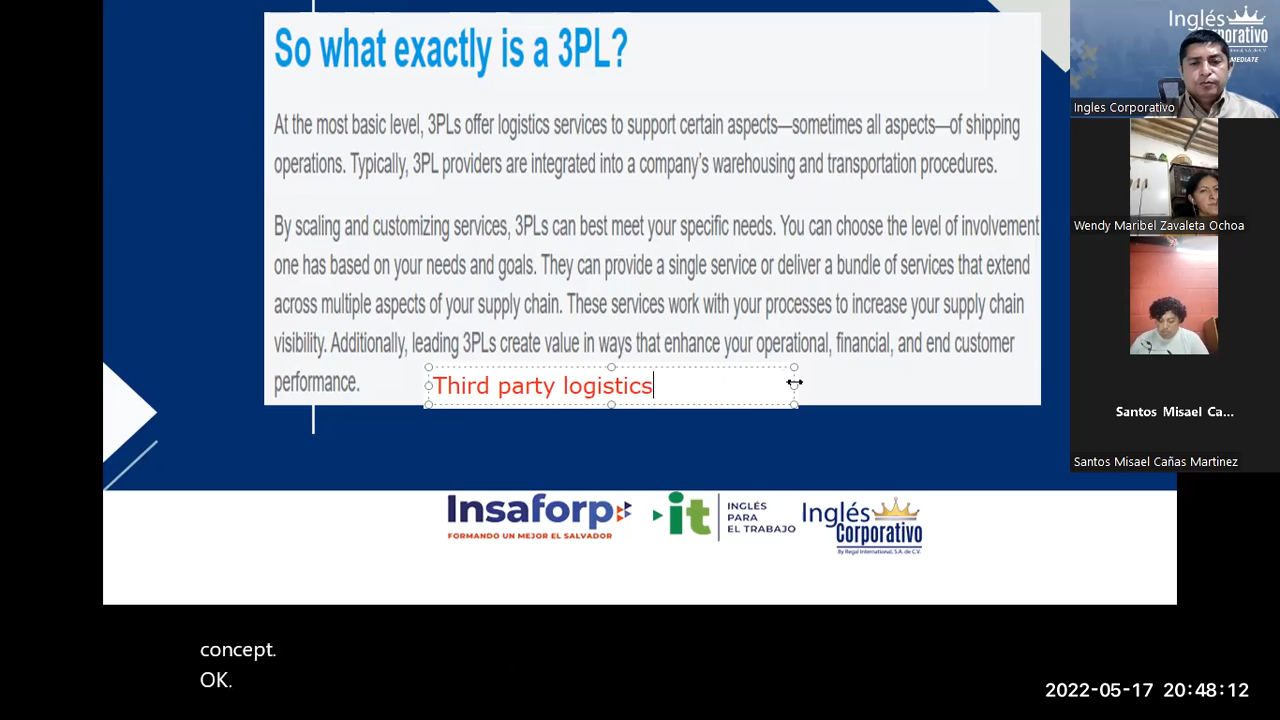 So what exactly is a 3PL?
At the most basic level, 3PLs offer logistics services to support certain aspects—sometimes all aspects—of shipping
operations. Typically, 3PL providers are integrated into a company's warehousing and transportation procedures.
By scaling and customizing services, 3PLs can best meet your specific needs. You can choose the level of involvement
one has based on your needs and goals. They can provide a single service or deliver a bundle of services that extend
across multiple aspects of your supply chain. These services work with your processes to increase your supply chain
visibility. Additionally, leading 3PLs create value in ways that enhance your operational, financial, and end customer
performance.
Third party logistics
Insaforp
FORMANDO UN MEJOR EL SALVADOR
it
INGLÉS
PARA
EL TRABAJO
Inglés
Corporativo
By Regal International, S.A. de C.V.
Inglés
Corporativo
MEDIATE
Ingles Corporativo
Wendy Maribel Zavaleta Ochoa
Santos Misael Ca...
Santos Misael Cañas Martinez
concept.
OK.
2022-05-17 20:48:12